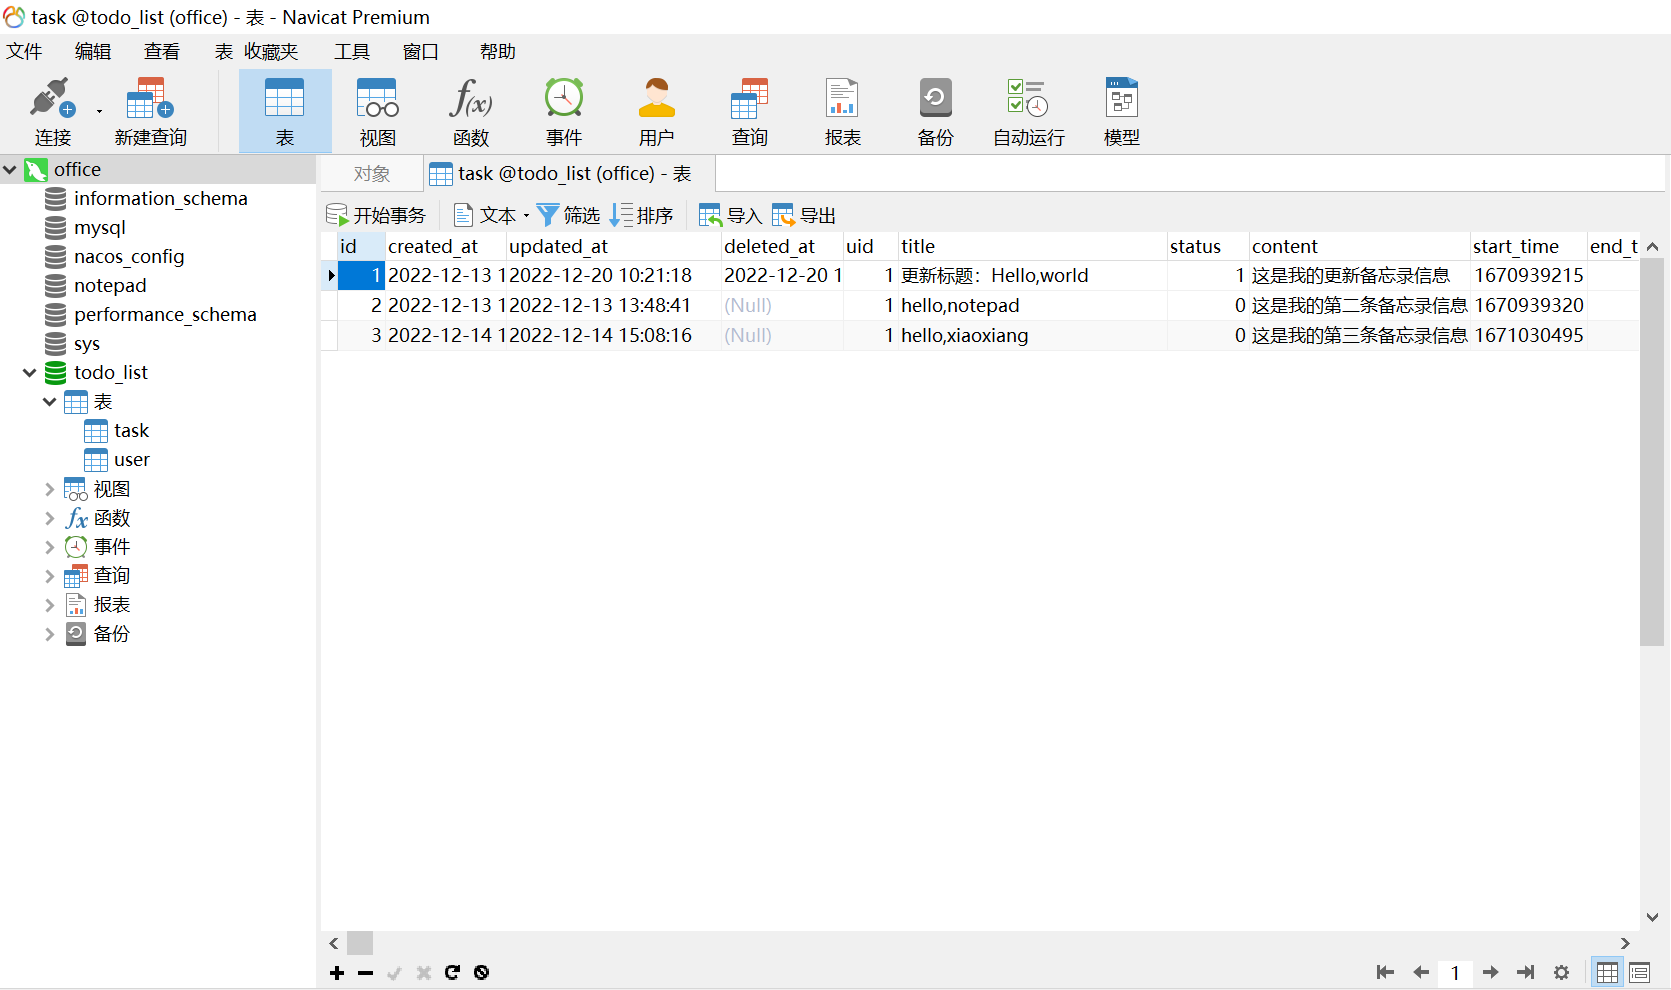 task @todo_list (office) - 表 - Navicat Premium
文件 编辑 查看 表 收藏夹 工具 窗口 帮助
连接 新建查询 表 视图 函数 事件 用户 查询 报表 备份 自动运行 模型
office
information_schema
mysql
nacos_config
notepad
performance_schema
sys
todo_list
表
task
user
视图
函数
事件
查询
报表
备份
对象 task @todo_list (office) - 表
开始事务 文本 筛选 排序 导入 导出
id created_at updated_at deleted_at uid title status content start_time end_t
1 2022-12-13 1 2022-12-20 10:21:18 2022-12-20 1 1 更新标题：Hello,world 1 这是我的更新备忘录信息 1670939215
2 2022-12-13 1 2022-12-13 13:48:41 (Null) 1 hello,notepad 0 这是我的第二条备忘录信息 1670939320
3 2022-12-14 1 2022-12-14 15:08:16 (Null) 1 hello,xiaoxiang 0 这是我的第三条备忘录信息 1671030495
1